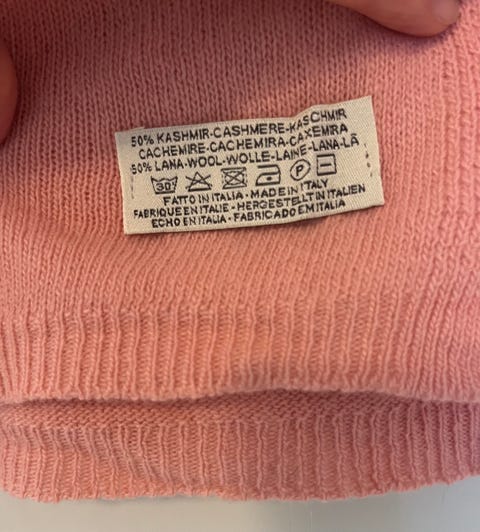 50% KASHMIR-CASHMERE-KASCHMIR
CACHEMIRE-CACHEMIRA-CAXEMIRA
50% LANA-WOOL-WOLLE-LAINE-LANA-LÃ
30° P
FATTO IN ITALIA - MADE IN ITALY
FABRIQUE EN ITALIE - HERGESTELLT IN ITALIEN
ECHO EN ITALIA - FABRICADO EM ITALIA